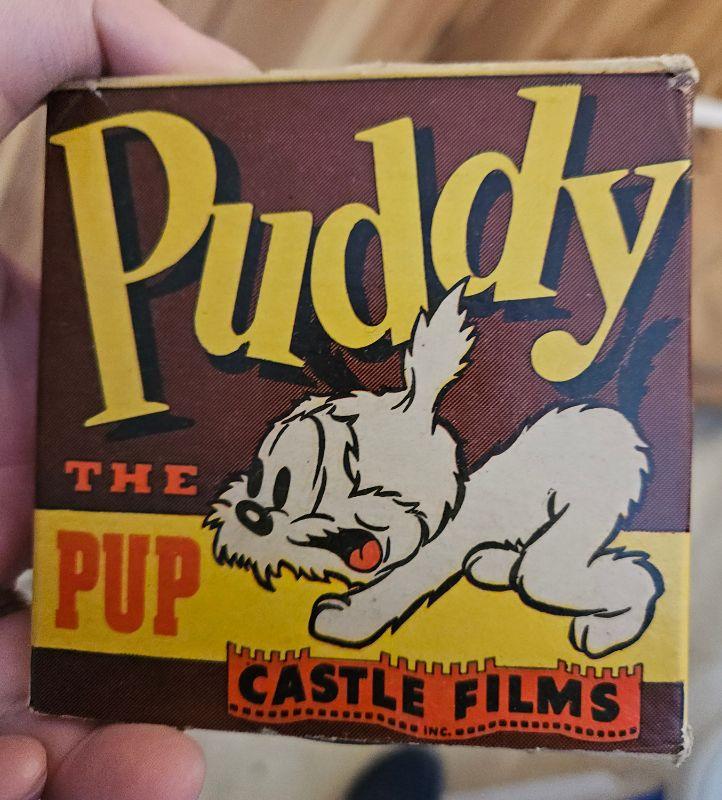 Puddy
THE
PUP
CASTLE FILMS
INC.